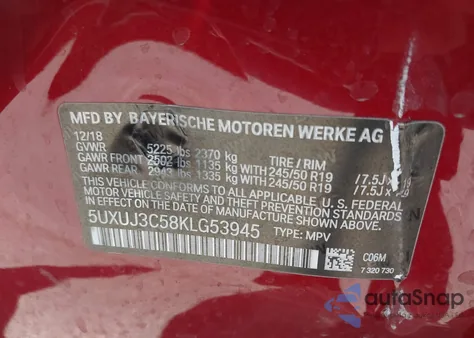 MFD BY BAYERISCHE MOTOREN WERKE AG
12/18
GVWR 5225 lbs 2370 kg TIRE / RIM
GAWR FRONT 2502 lbs 1135 kg WITH 245/50 R19 /7.5J x R19
GAWR REAR 2943 lbs 1335 kg WITH 245/50 R19 /7.5J x R19
THIS VEHICLE CONFORMS TO ALL APPLICABLE U.S. FEDERAL
MOTOR VEHICLE SAFETY, BUMPER, AND THEFT PREVENTION
STANDARDS IN EFFECT ON THE DATE OF MANUFACTURE SHOWN ABOVE.
5UXUJ3C58KLG53945 TYPE: MPV
C06M
7 320 730
autoSnap